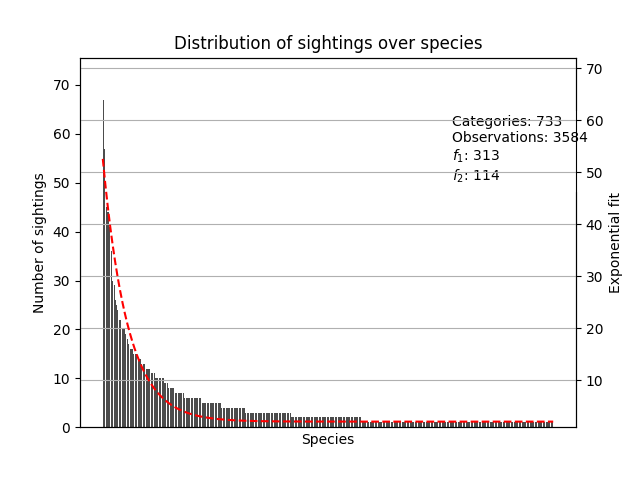 Distribution of sightings over species
70
60
50
40
30
20
10
0
Number of sightings
Categories: 733
Observations: 3584
f₁: 313
f₂: 114
70
60
50
40
30
20
10
Exponential fit
Species